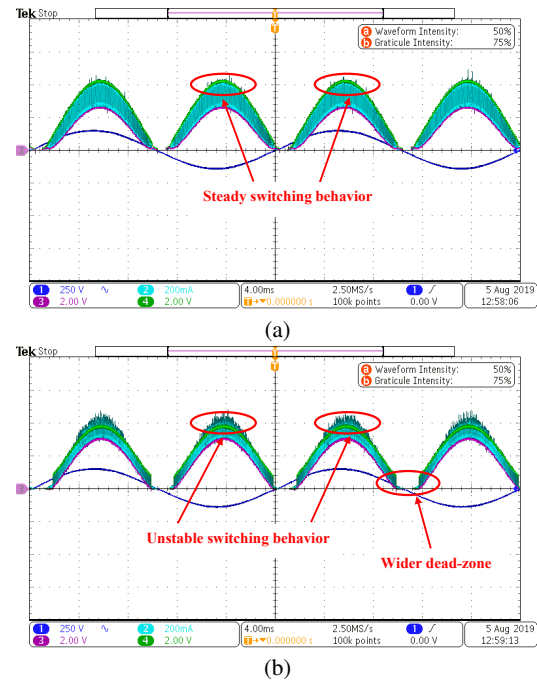 Tek Stop
T
a Waveform Intensity: 50%
b Graticule Intensity: 75%
Steady switching behavior
3
1 250 V ∿ 2 200mA 4.00ms 2.50MS/s 1 ∫ 5 Aug 2019
3 2.00 V 4 2.00 V T→▼0.000000 s 100k points 0.00 V 12:58:06
(a)
Tek Stop
T
a Waveform Intensity: 50%
b Graticule Intensity: 75%
3
Unstable switching behavior
Wider dead-zone
1 250 V ∿ 2 200mA 4.00ms 2.50MS/s 1 ∫ 5 Aug 2019
3 2.00 V 4 2.00 V T→▼0.000000 s 100k points 0.00 V 12:59:13
(b)